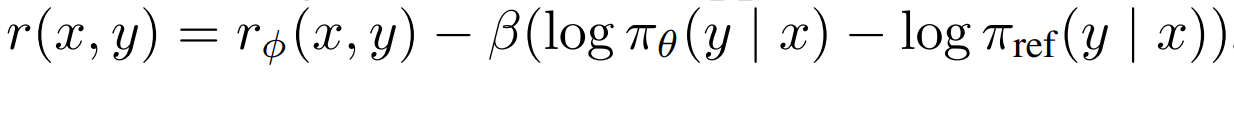 r(x, y) = r_ϕ(x, y) − β(log π_θ(y | x) − log π_ref(y | x)).